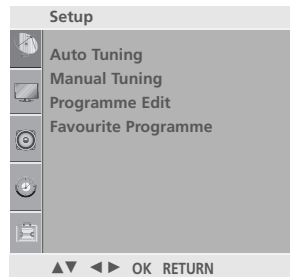 Setup
Auto Tuning
Manual Tuning
Programme Edit
Favourite Programme
▲▼ ◄► OK RETURN